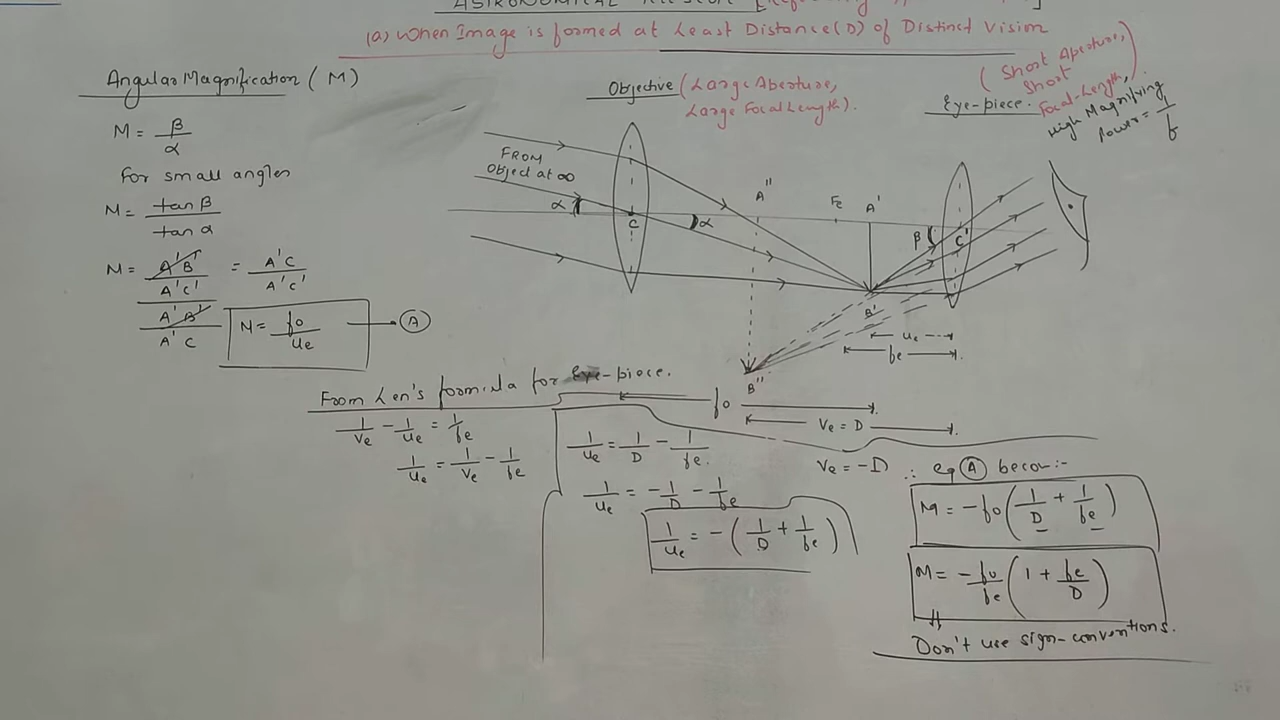 ASTRONOMICAL
(a) When Image is formed at Least Distance(D) of Distinct Vision
Angular Magnification (M)
M = β/α
For small angles
M = tanβ/tanα
M = (A'B'/A'C')/(A'B'/A'C) = A'C/A'C'
M = fo/ue → (A)
Objective (Large Aberture, Large Focal Length).
Eye-piece. (Short Aperture, Short Focal-Length, High Magnifying Power = 1/f
FROM
Object at ∞
α
C
α
A''
Fe
A'
β
C'
B'
B''
ue
fe
fo
Ve = D
From Len's formula for Eye-piece.
1/Ve - 1/ue = 1/fe
1/ue = 1/Ve - 1/fe
1/ue = 1/D - 1/fe.
1/ue = -1/D - 1/fe
1/ue = -(1/D + 1/fe)
Ve = -D
∴ eq (A) becom:-
M = -fo(1/D + 1/fe)
M = -fo/fe (1 + fe/D)
Don't use sign-conventions.